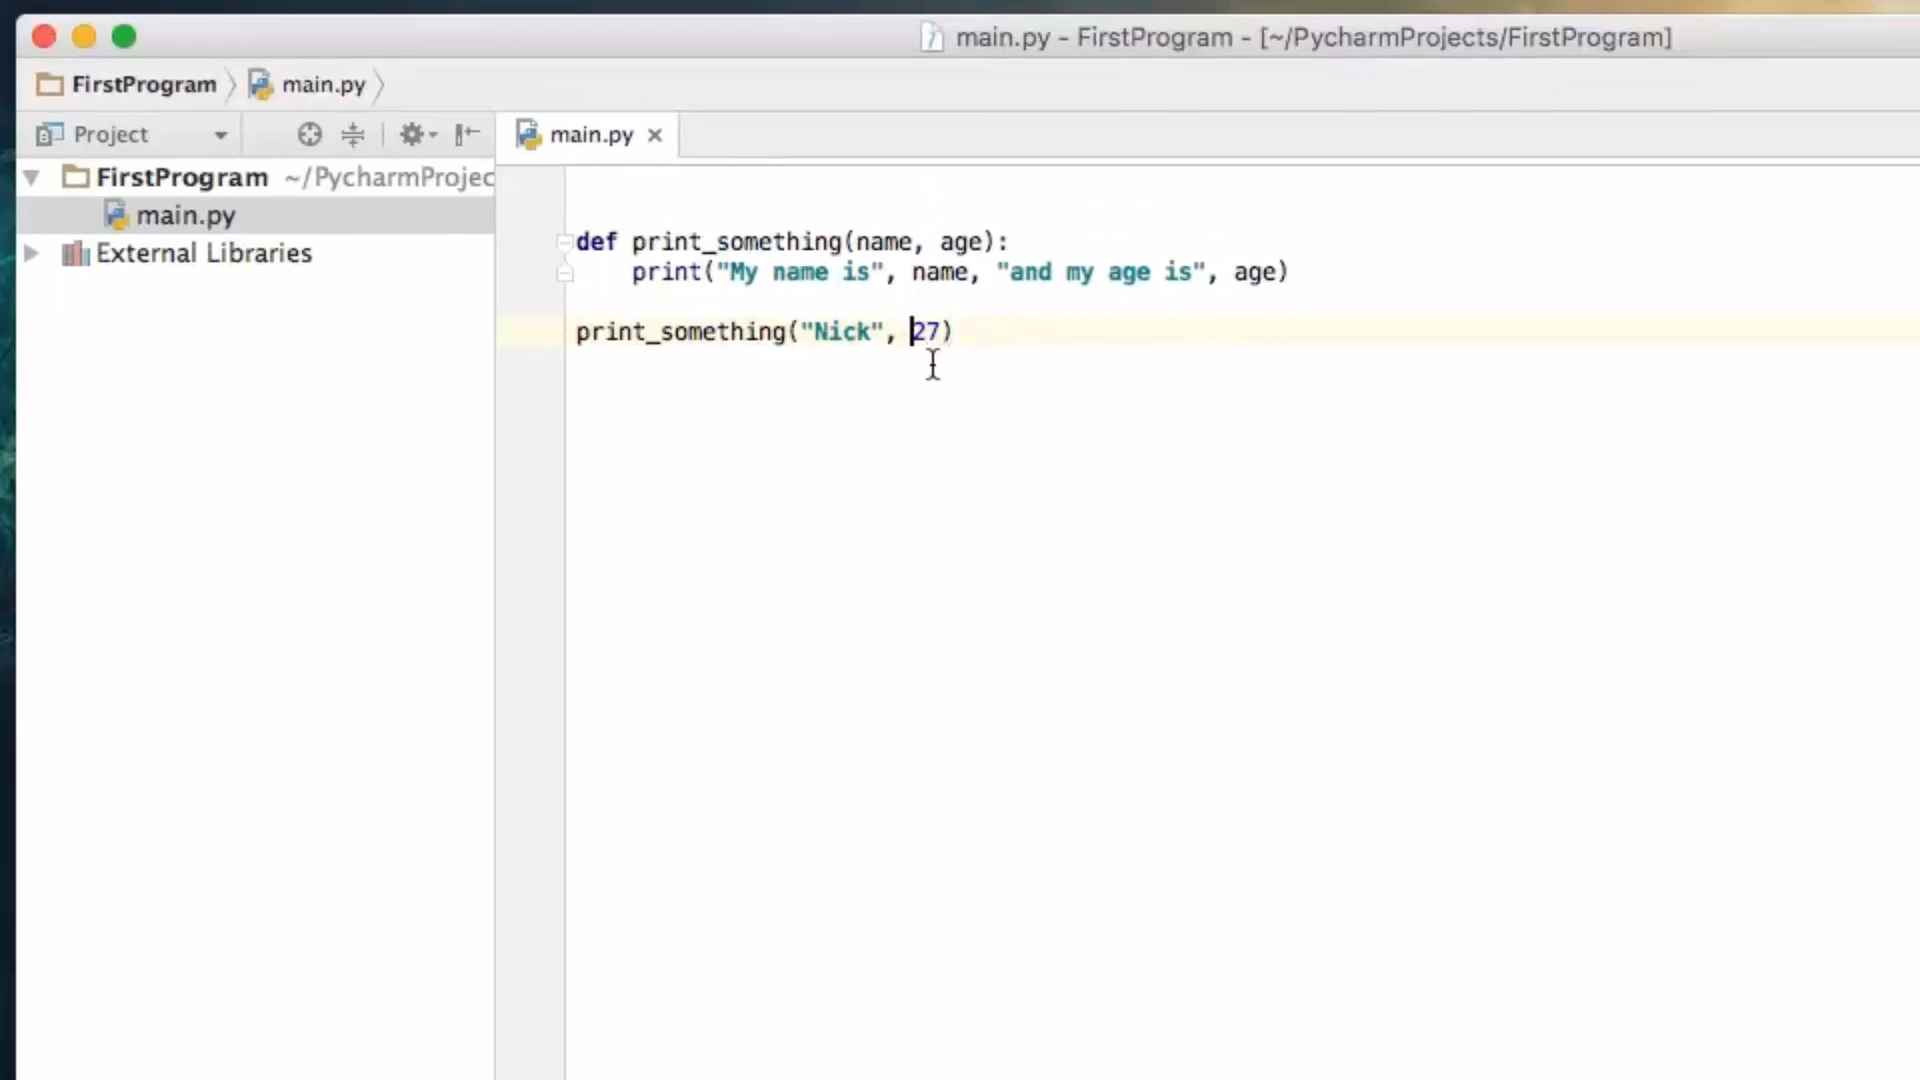 main.py - FirstProgram - [~/PycharmProjects/FirstProgram]
FirstProgram main.py
Project
main.py
FirstProgram ~/PycharmProjec
main.py
External Libraries
def print_something(name, age):
    print("My name is", name, "and my age is", age)
print_something("Nick", 27)